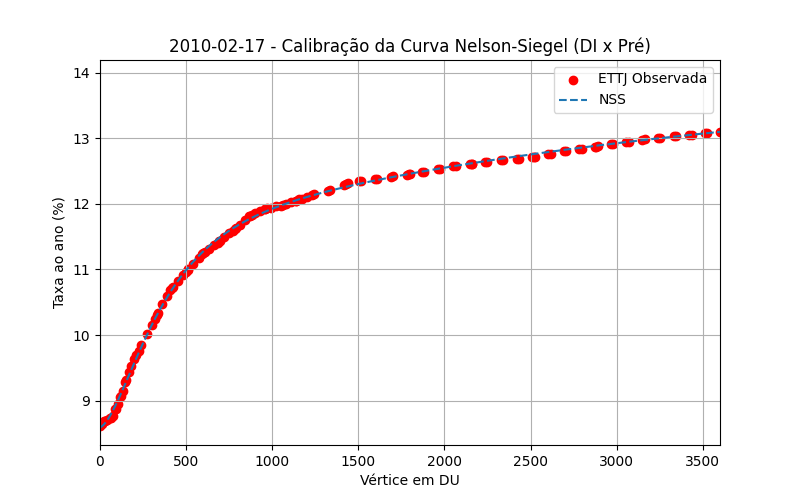 2010-02-17 - Calibração da Curva Nelson-Siegel (DI x Pré)
ETTJ Observada
NSS
Taxa ao ano (%)
14
13
12
11
10
9
0 500 1000 1500 2000 2500 3000 3500
Vértice em DU